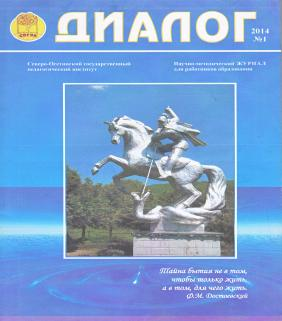 ДИАЛОГ
2014
№1
Северо-Осетинский государственный
педагогический институт
Научно-методический ЖУРНАЛ
для работников образования
Тайна бытия не в том,
чтобы только жить,
а в том, для чего жить.
Ф.М. Достоевский